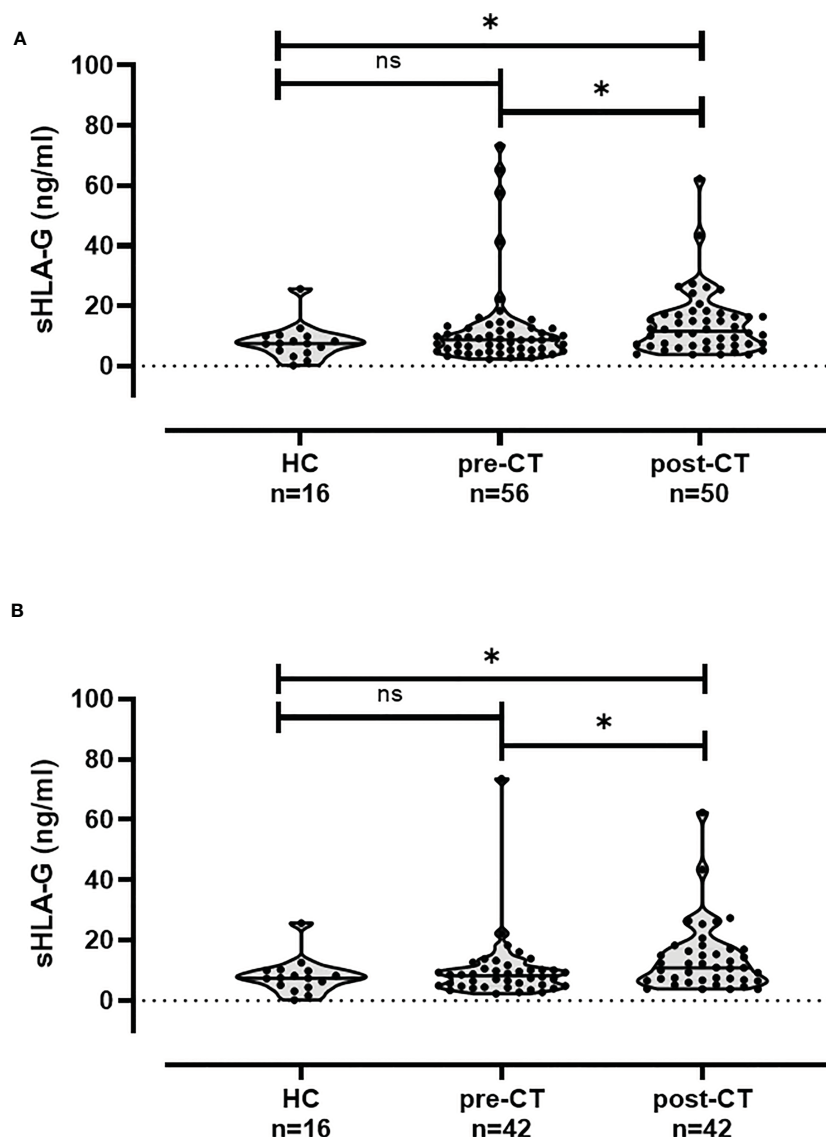 A
*
ns
*
100
80
60
40
20
0
sHLA-G (ng/ml)
HC pre-CT post-CT
n=16 n=56 n=50
B
*
ns
*
100
80
60
40
20
0
sHLA-G (ng/ml)
HC pre-CT post-CT
n=16 n=42 n=42